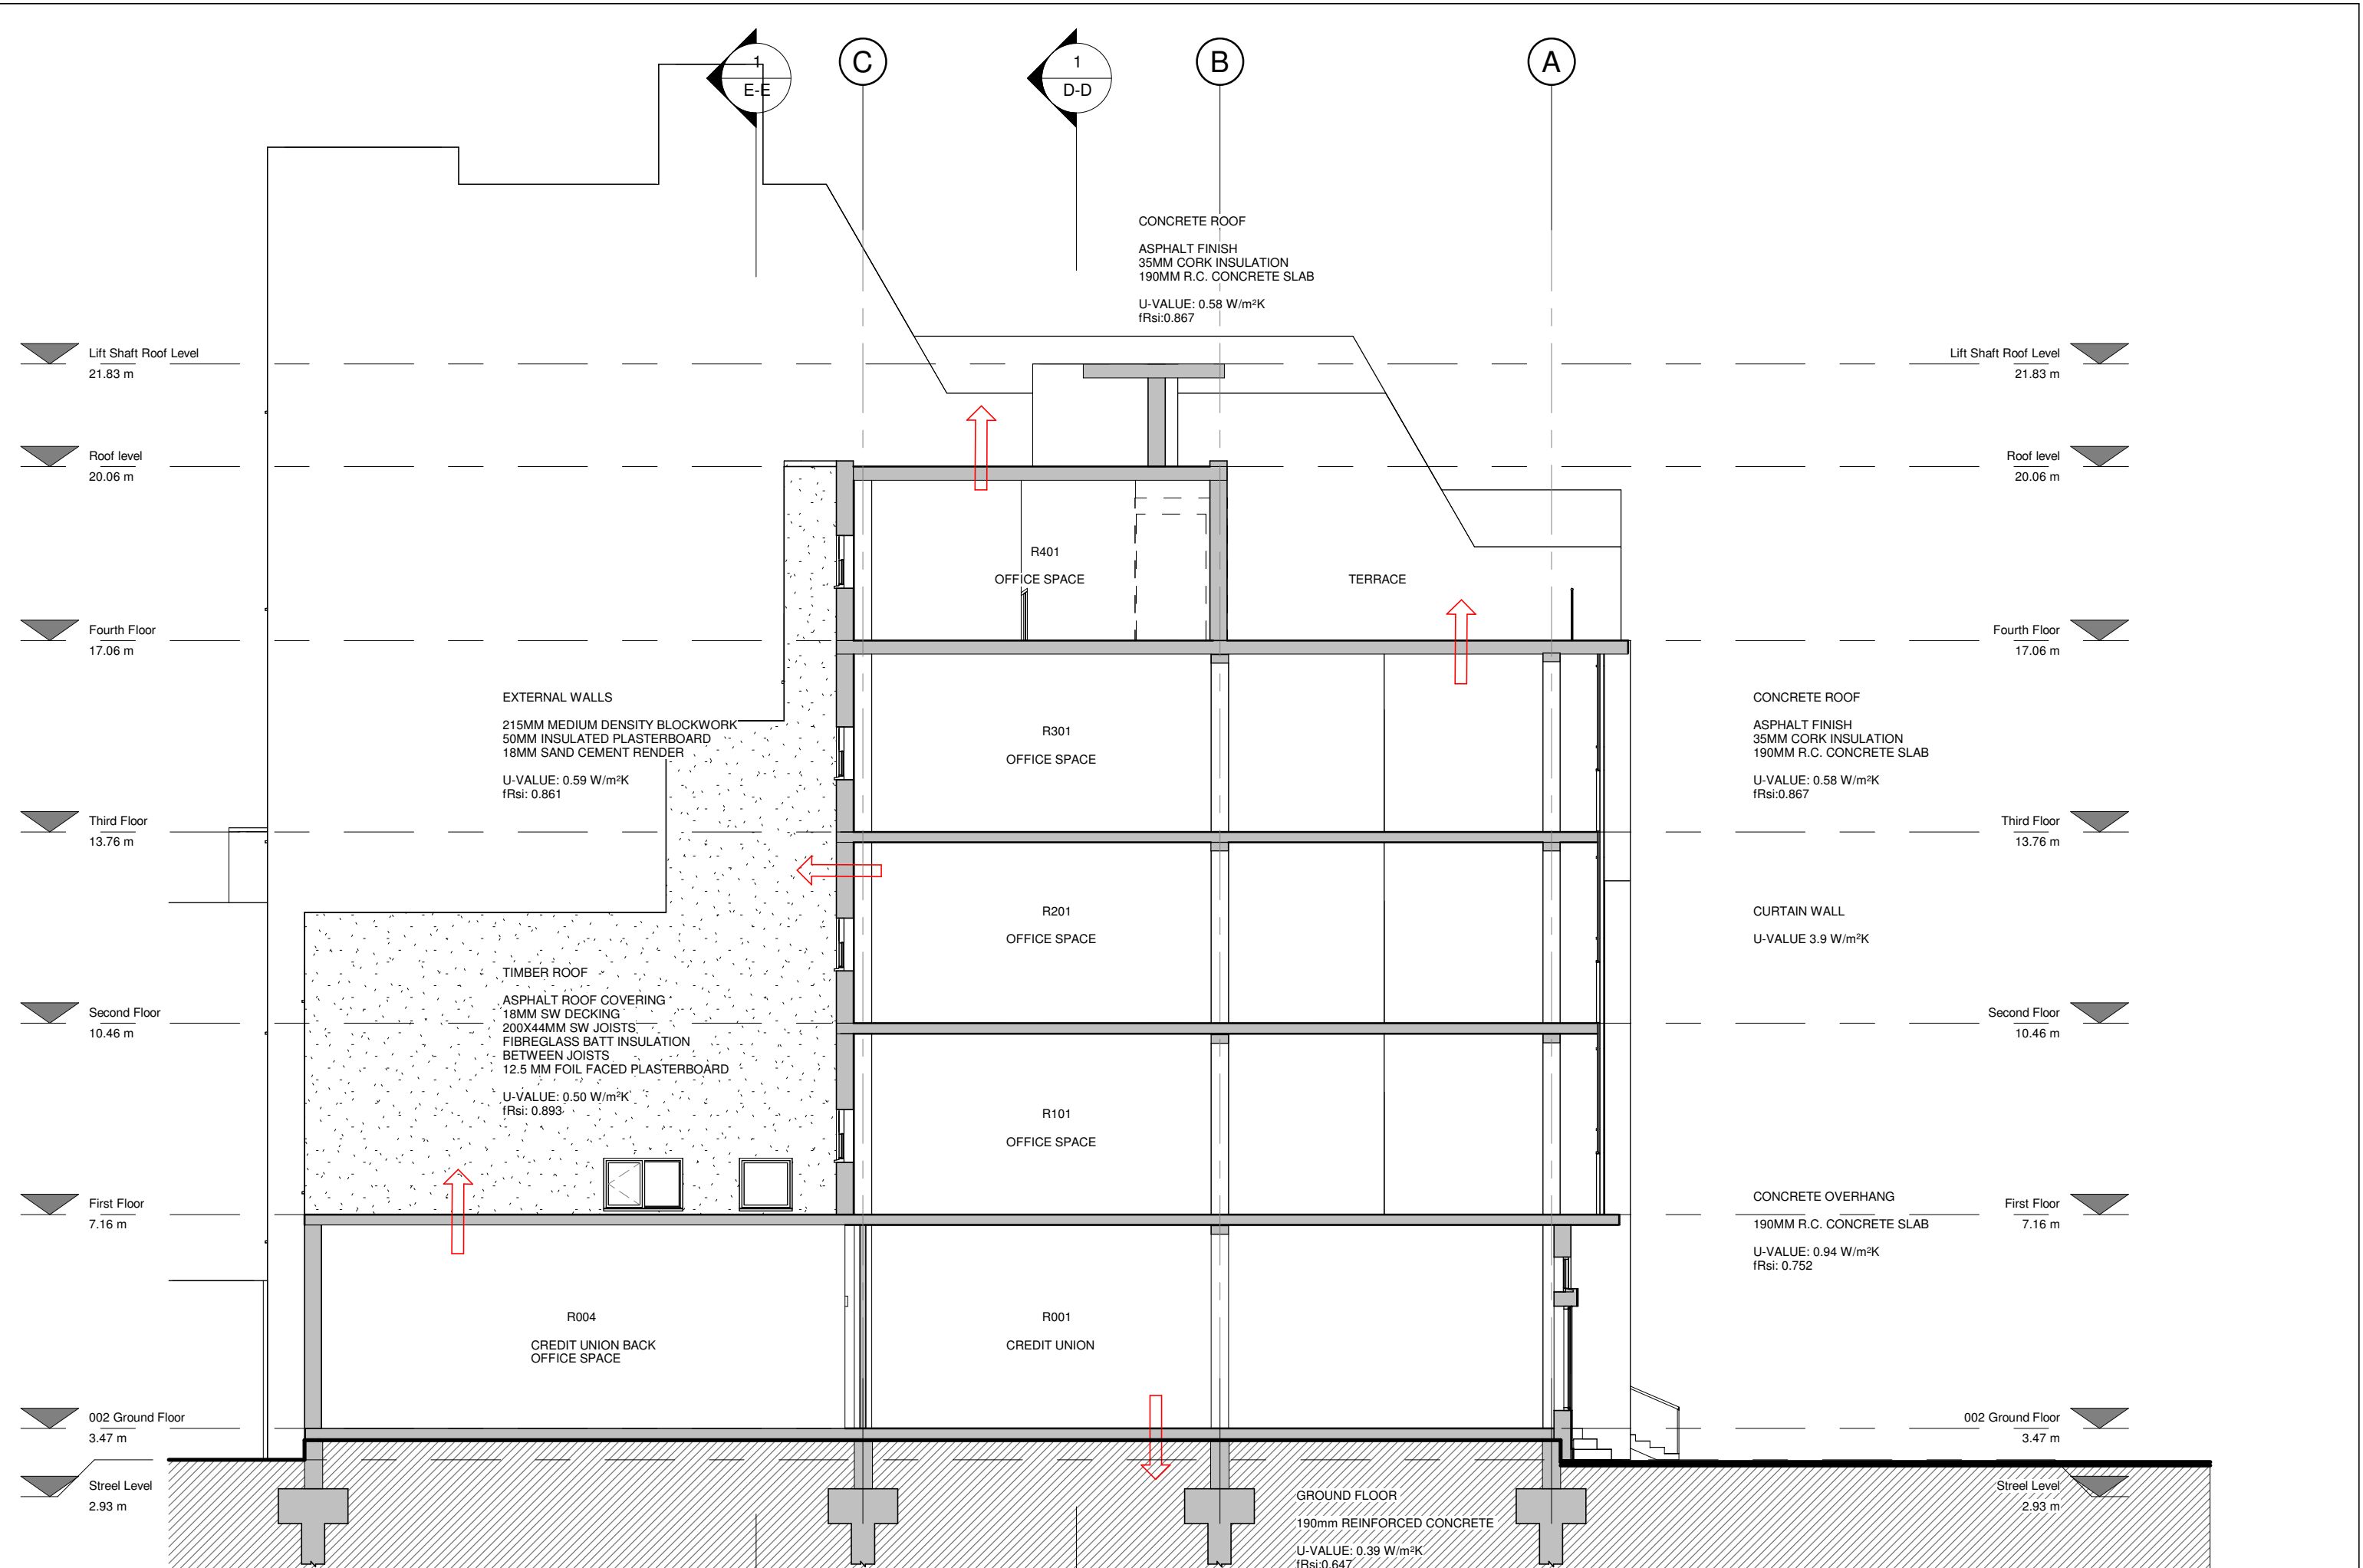 1
E-E
C
1
D-D
B
A
CONCRETE ROOF
ASPHALT FINISH
35MM CORK INSULATION
190MM R.C. CONCRETE SLAB
U-VALUE: 0.58 W/m²K
fRsi:0.867
Lift Shaft Roof Level
21.83 m
Lift Shaft Roof Level
21.83 m
Roof level
20.06 m
Roof level
20.06 m
R401
OFFICE SPACE
TERRACE
Fourth Floor
17.06 m
Fourth Floor
17.06 m
EXTERNAL WALLS
215MM MEDIUM DENSITY BLOCKWORK
50MM INSULATED PLASTERBOARD
18MM SAND CEMENT RENDER
U-VALUE: 0.59 W/m²K
fRsi: 0.861
R301
OFFICE SPACE
CONCRETE ROOF
ASPHALT FINISH
35MM CORK INSULATION
190MM R.C. CONCRETE SLAB
U-VALUE: 0.58 W/m²K
fRsi:0.867
Third Floor
13.76 m
Third Floor
13.76 m
R201
OFFICE SPACE
CURTAIN WALL
U-VALUE 3.9 W/m²K
TIMBER ROOF
ASPHALT ROOF COVERING
18MM SW DECKING
200X44MM SW JOISTS
FIBREGLASS BATT INSULATION
BETWEEN JOISTS
12.5 MM FOIL FACED PLASTERBOARD
U-VALUE: 0.50 W/m²K
fRsi: 0.893
Second Floor
10.46 m
Second Floor
10.46 m
R101
OFFICE SPACE
First Floor
7.16 m
CONCRETE OVERHANG
190MM R.C. CONCRETE SLAB
U-VALUE: 0.94 W/m²K
fRsi: 0.752
First Floor
7.16 m
R004
CREDIT UNION BACK
OFFICE SPACE
R001
CREDIT UNION
002 Ground Floor
3.47 m
002 Ground Floor
3.47 m
Streel Level
2.93 m
Streel Level
2.93 m
GROUND FLOOR
190mm REINFORCED CONCRETE
U-VALUE: 0.39 W/m²K
fRsi:0.647